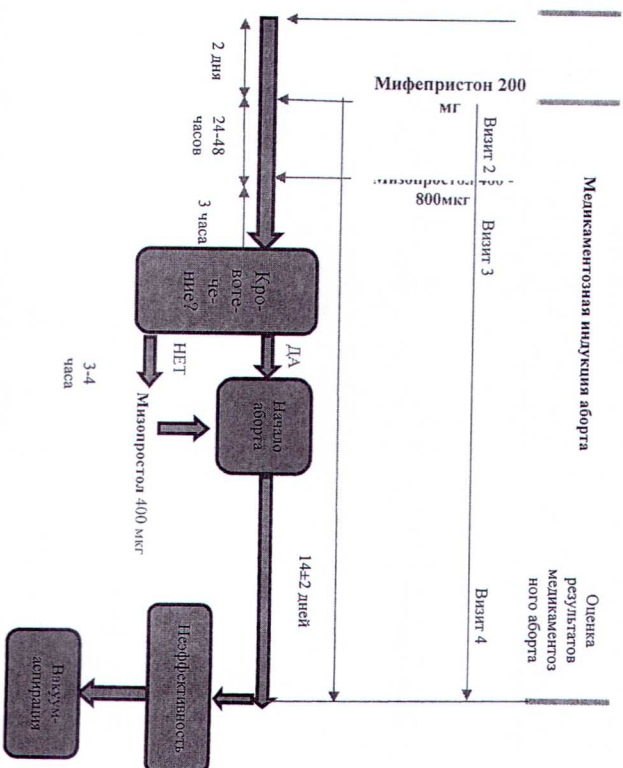 Медикаментозная индукция аборта
Оценка
результатов
медикаментоз
ного аборта
Визит 2
Визит 3
Визит 4
Мифепристон 200
мг
800мкг
14±2 дней
2 дня
24-48
часов
3 часа
Кро-
воте-
че-
ние?
ДА
НЕТ
Начало
аборта
Мизопростол 400 мкг
3-4
часа
Неэффективность
Вакуум-
аспирация